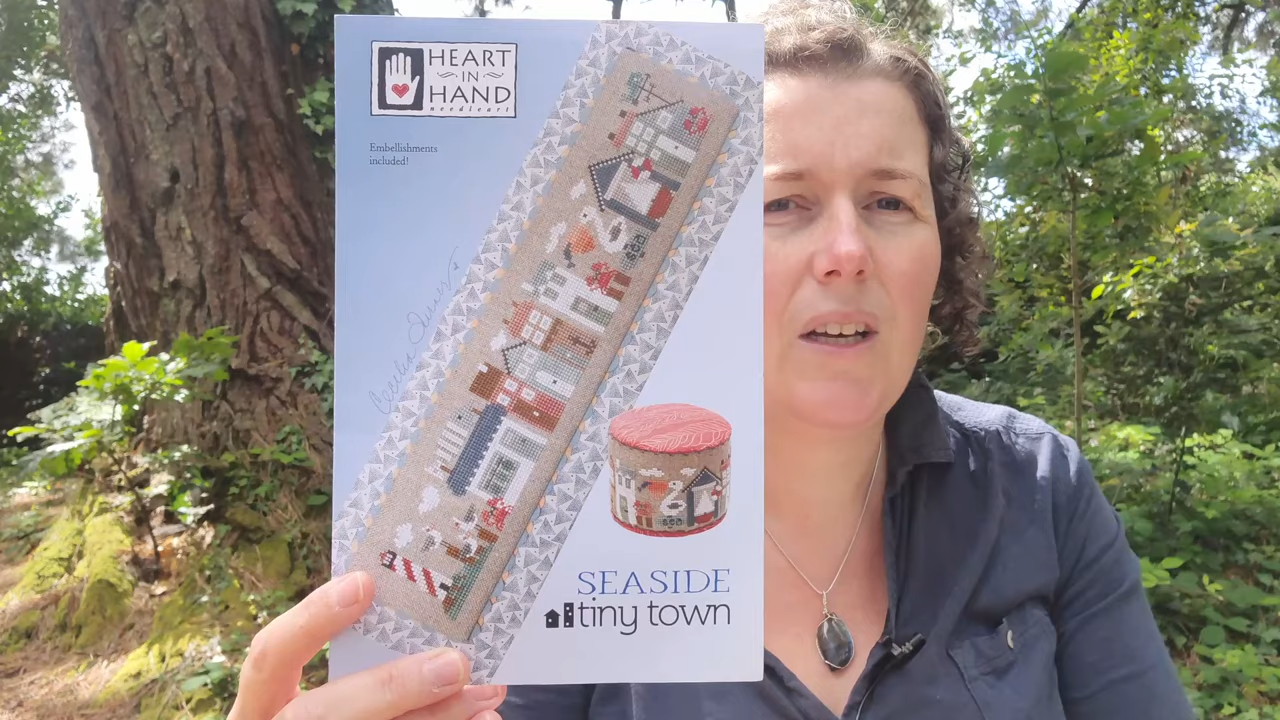 HEART
IN
HAND
needleart
Embellishments
included!
SEASIDE
tiny town